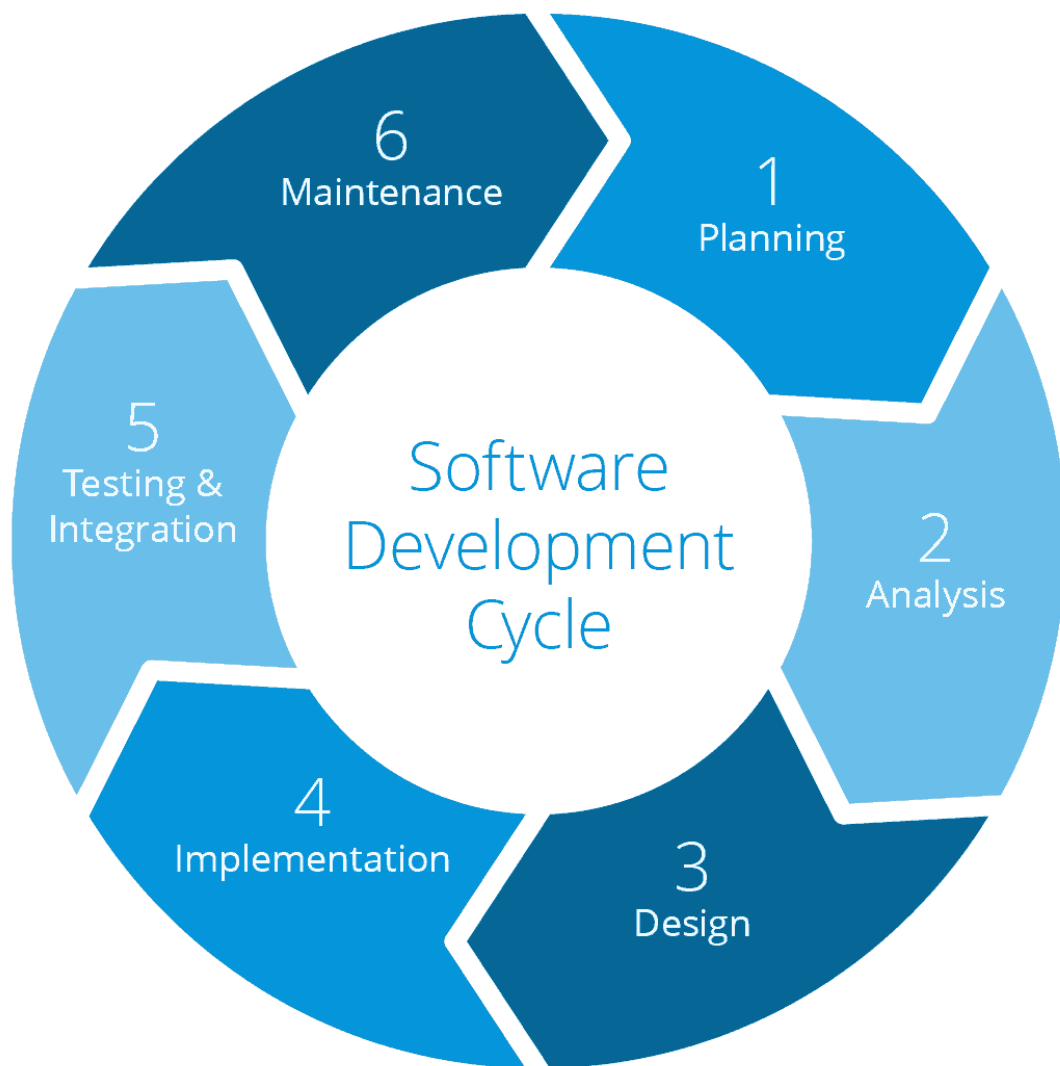 Software
Development
Cycle
1
Planning
2
Analysis
3
Design
4
Implementation
5
Testing &
Integration
6
Maintenance